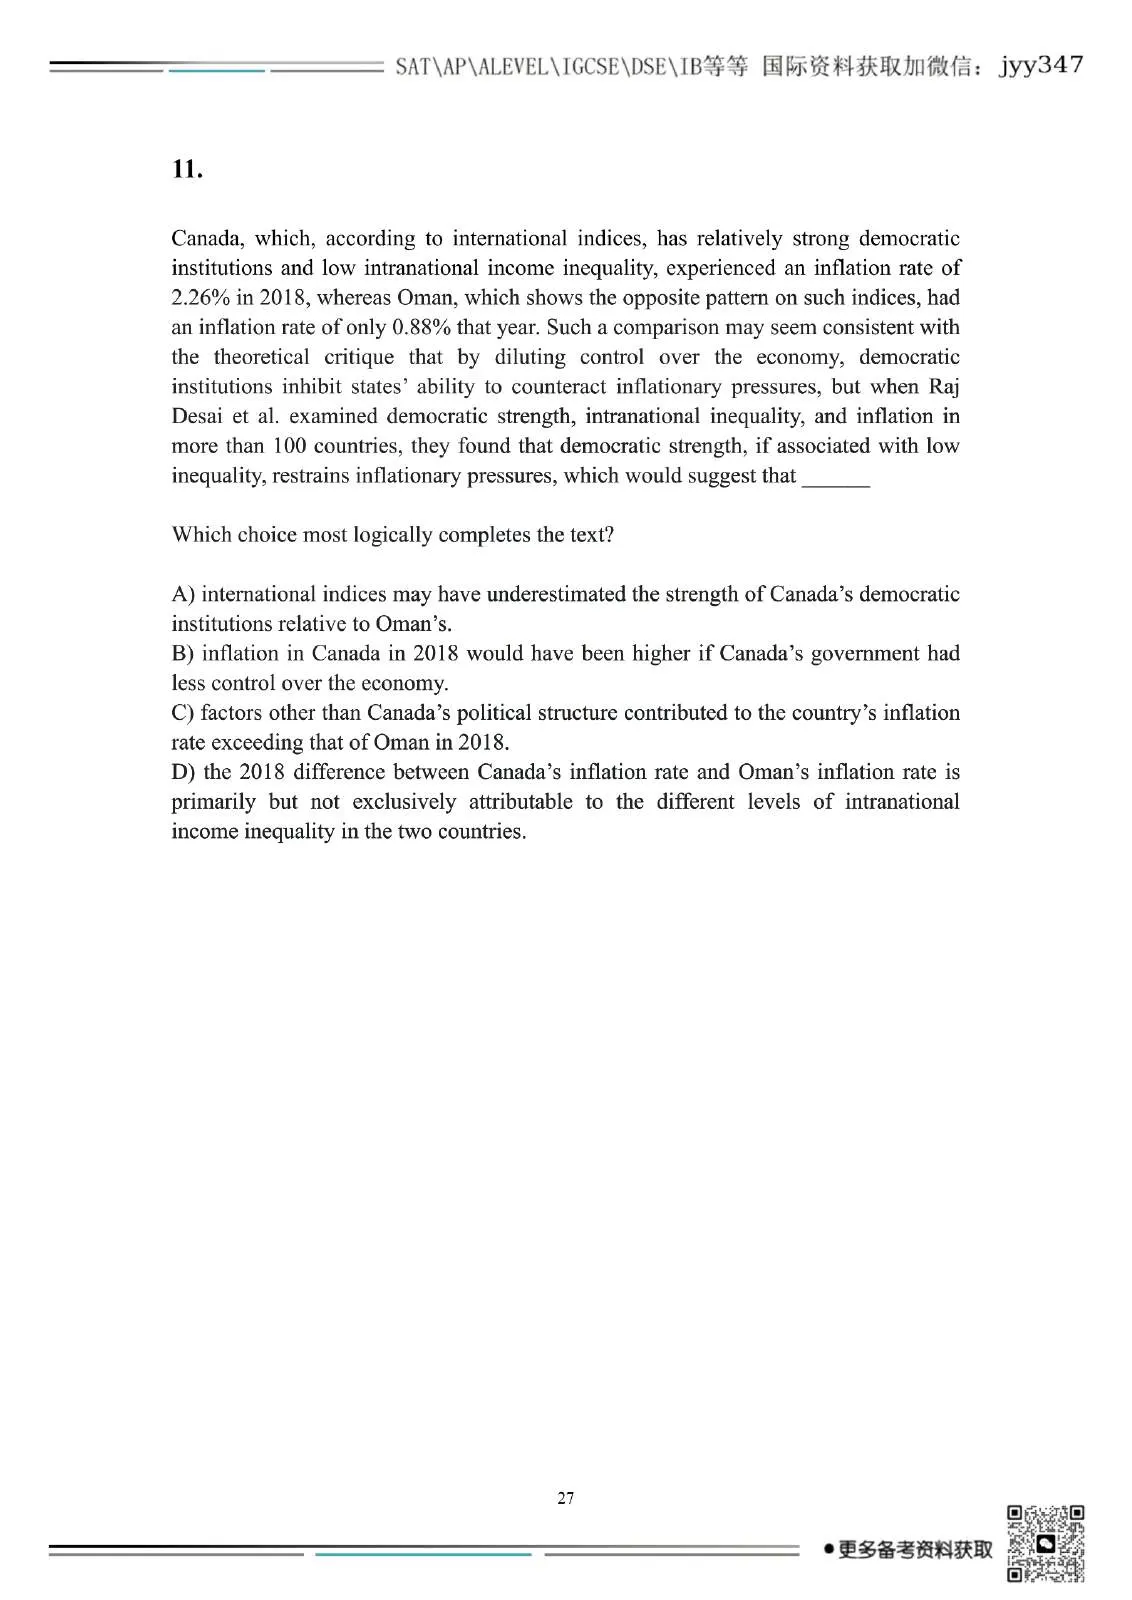 SAT\AP\ALEVEL\IGCSE\DSE\IB等等 国际资料获取加微信: jyy347
11.
Canada, which, according to international indices, has relatively strong democratic
institutions and low intranational income inequality, experienced an inflation rate of
2.26% in 2018, whereas Oman, which shows the opposite pattern on such indices, had
an inflation rate of only 0.88% that year. Such a comparison may seem consistent with
the theoretical critique that by diluting control over the economy, democratic
institutions inhibit states’ ability to counteract inflationary pressures, but when Raj
Desai et al. examined democratic strength, intranational inequality, and inflation in
more than 100 countries, they found that democratic strength, if associated with low
inequality, restrains inflationary pressures, which would suggest that ______
Which choice most logically completes the text?
A) international indices may have underestimated the strength of Canada’s democratic
institutions relative to Oman’s.
B) inflation in Canada in 2018 would have been higher if Canada’s government had
less control over the economy.
C) factors other than Canada’s political structure contributed to the country’s inflation
rate exceeding that of Oman in 2018.
D) the 2018 difference between Canada’s inflation rate and Oman’s inflation rate is
primarily but not exclusively attributable to the different levels of intranational
income inequality in the two countries.
27
●更多备考资料获取